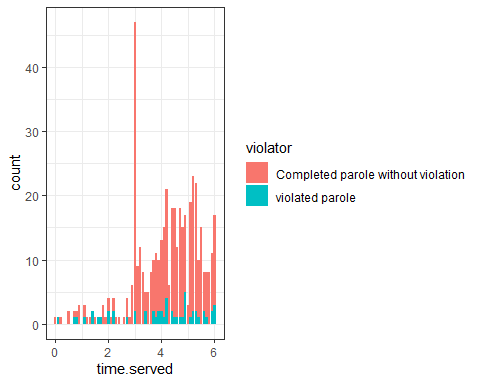 count
40
30
20
10
0
0
2
4
6
time.served
violator
Completed parole without violation
violated parole